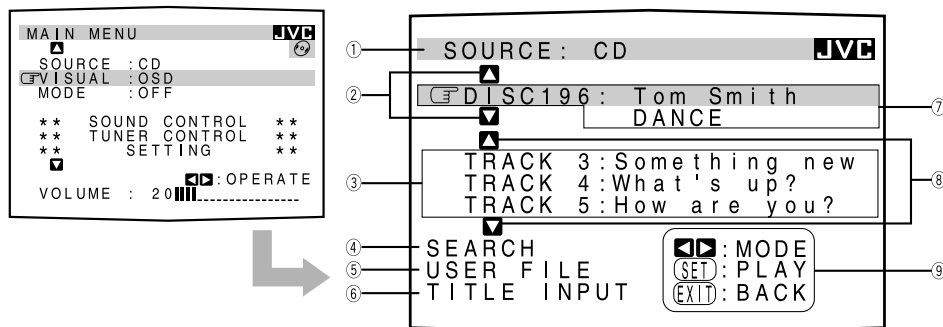 MAIN MENU JVC
SOURCE : CD
VISUAL : OSD
MODE : OFF
** SOUND CONTROL **
** TUNER CONTROL **
** SETTING **
:OPERATE
VOLUME : 20
① SOURCE: CD JVC
②
DISC196: Tom Smith
DANCE
⑦
③
TRACK 3:Something new
TRACK 4:What's up?
TRACK 5:How are you?
⑧
④ SEARCH
⑤ USER FILE
⑥ TITLE INPUT
:MODE
SET: PLAY
EXIT: BACK
⑨